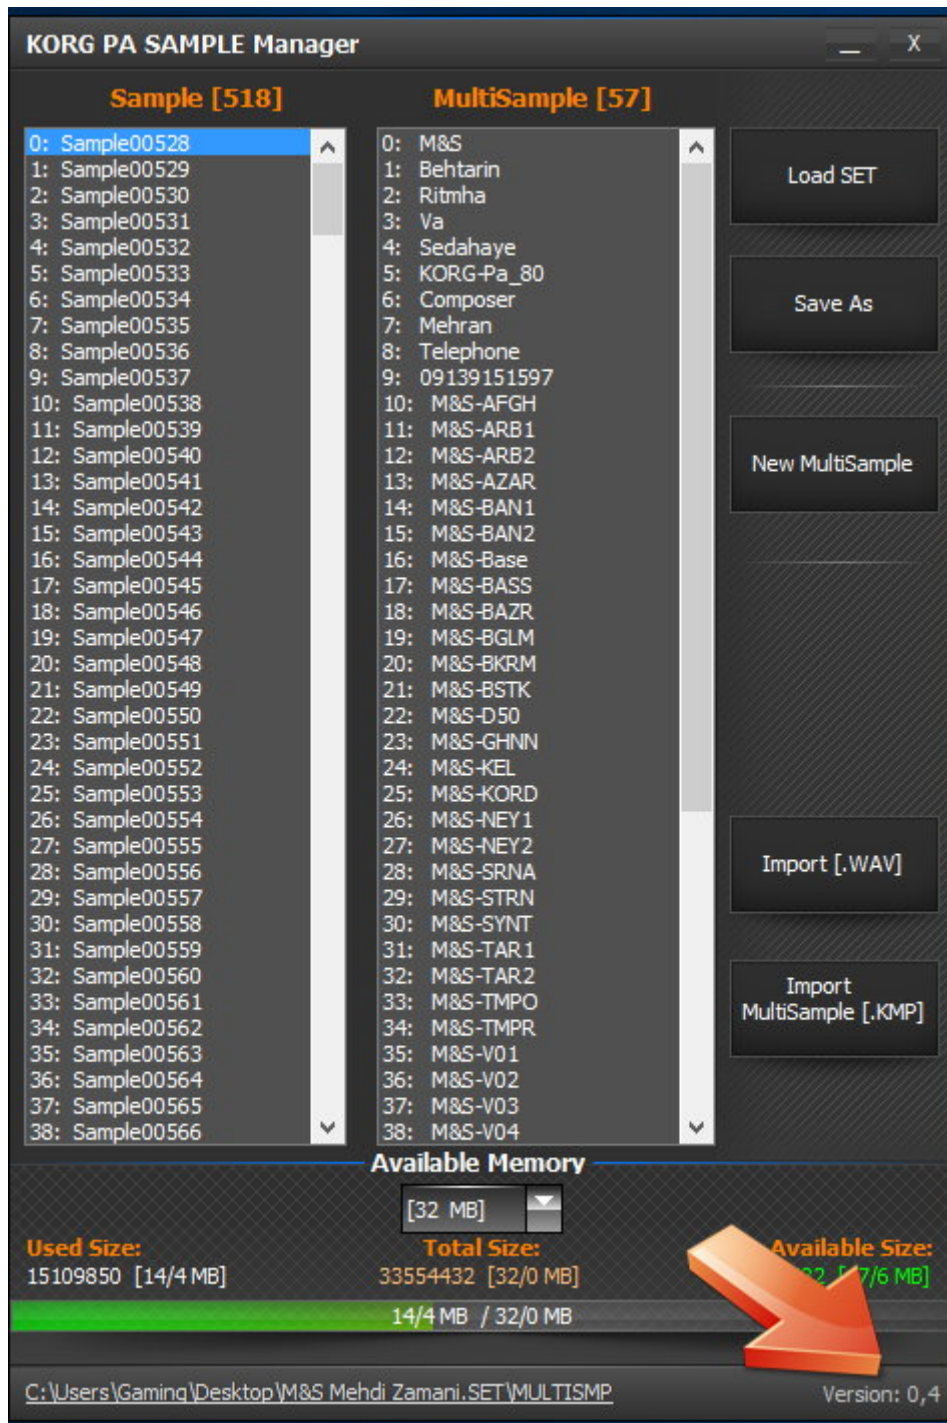 KORG PA SAMPLE Manager
X
Sample [518]
MultiSample [57]
0: Sample00528
1: Sample00529
2: Sample00530
3: Sample00531
4: Sample00532
5: Sample00533
6: Sample00534
7: Sample00535
8: Sample00536
9: Sample00537
10: Sample00538
11: Sample00539
12: Sample00540
13: Sample00541
14: Sample00542
15: Sample00543
16: Sample00544
17: Sample00545
18: Sample00546
19: Sample00547
20: Sample00548
21: Sample00549
22: Sample00550
23: Sample00551
24: Sample00552
25: Sample00553
26: Sample00554
27: Sample00555
28: Sample00556
29: Sample00557
30: Sample00558
31: Sample00559
32: Sample00560
33: Sample00561
34: Sample00562
35: Sample00563
36: Sample00564
37: Sample00565
38: Sample00566
0: M&S
1: Behtarin
2: Ritmha
3: Va
4: Sedahaye
5: KORG-Pa_80
6: Composer
7: Mehran
8: Telephone
9: 09139151597
10: M&S-AFGH
11: M&S-ARB1
12: M&S-ARB2
13: M&S-AZAR
14: M&S-BAN1
15: M&S-BAN2
16: M&S-Base
17: M&S-BASS
18: M&S-BAZR
19: M&S-BGLM
20: M&S-BKRM
21: M&S-BSTK
22: M&S-D50
23: M&S-GHNN
24: M&S-KEL
25: M&S-KORD
26: M&S-NEY1
27: M&S-NEY2
28: M&S-SRNA
29: M&S-STRN
30: M&S-SYNT
31: M&S-TAR1
32: M&S-TAR2
33: M&S-TMPO
34: M&S-TMPR
35: M&S-V01
36: M&S-V02
37: M&S-V03
38: M&S-V04
Load SET
Save As
New MultiSample
Import [.WAV]
Import
MultiSample [.KMP]
Available Memory
[32 MB]
Used Size:
15109850 [14/4 MB]
Total Size:
33554432 [32/0 MB]
Available Size:
MB]
14/4 MB / 32/0 MB
C:\Users\Gaming\Desktop\M&S Mehdi Zamani.SET\MULTISMP
Version: 0,4